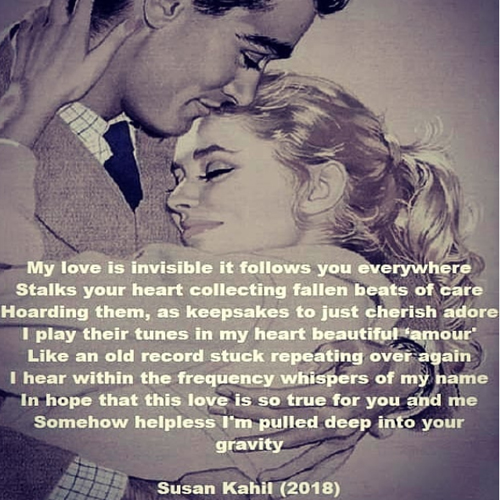 My love is invisible it follows you everywhere
Stalks your heart collecting fallen beats of care
Hoarding them, as keepsakes to just cherish adore
I play their tunes in my heart beautiful ‘amour'
Like an old record stuck repeating over again
I hear within the frequency whispers of my name
In hope that this love is so true for you and me
Somehow helpless I'm pulled deep into your
gravity
Susan Kahil (2018)